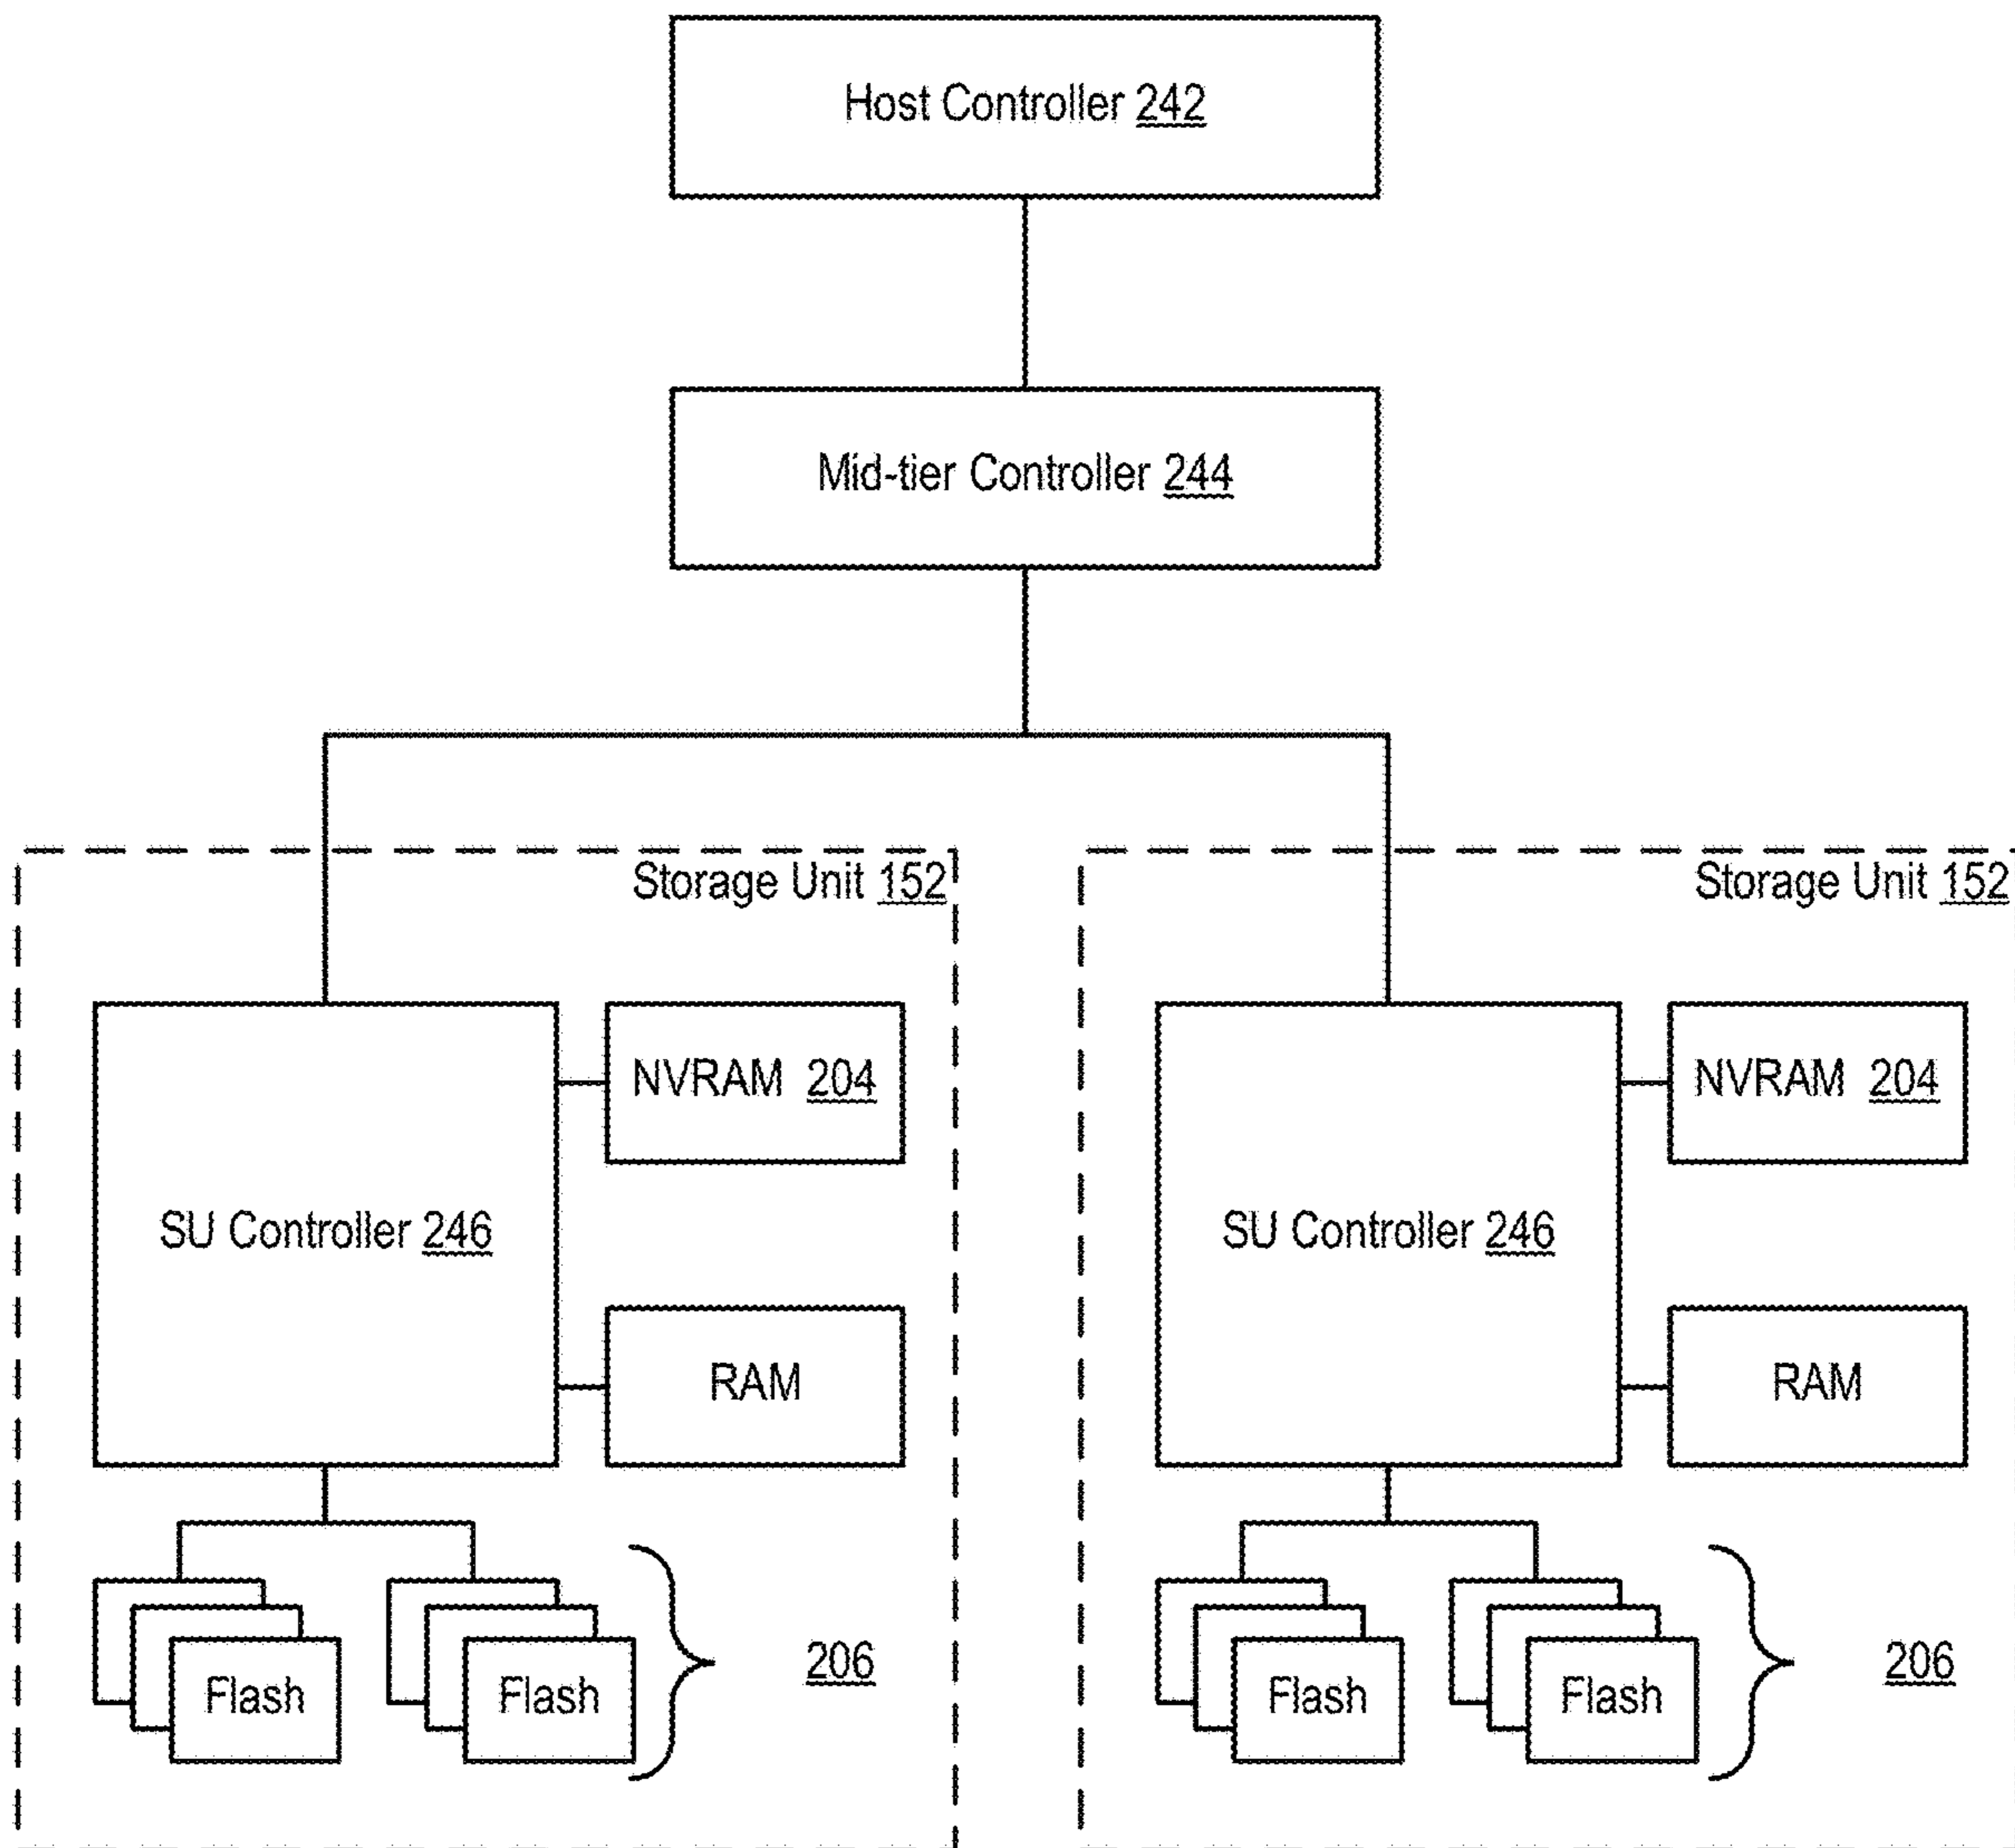 Host Controller 242
Mid-tier Controller 244
Storage Unit 152
NVRAM 204
SU Controller 246
RAM
Flash
Flash
206
Storage Unit 152
NVRAM 204
SU Controller 246
RAM
Flash
Flash
206